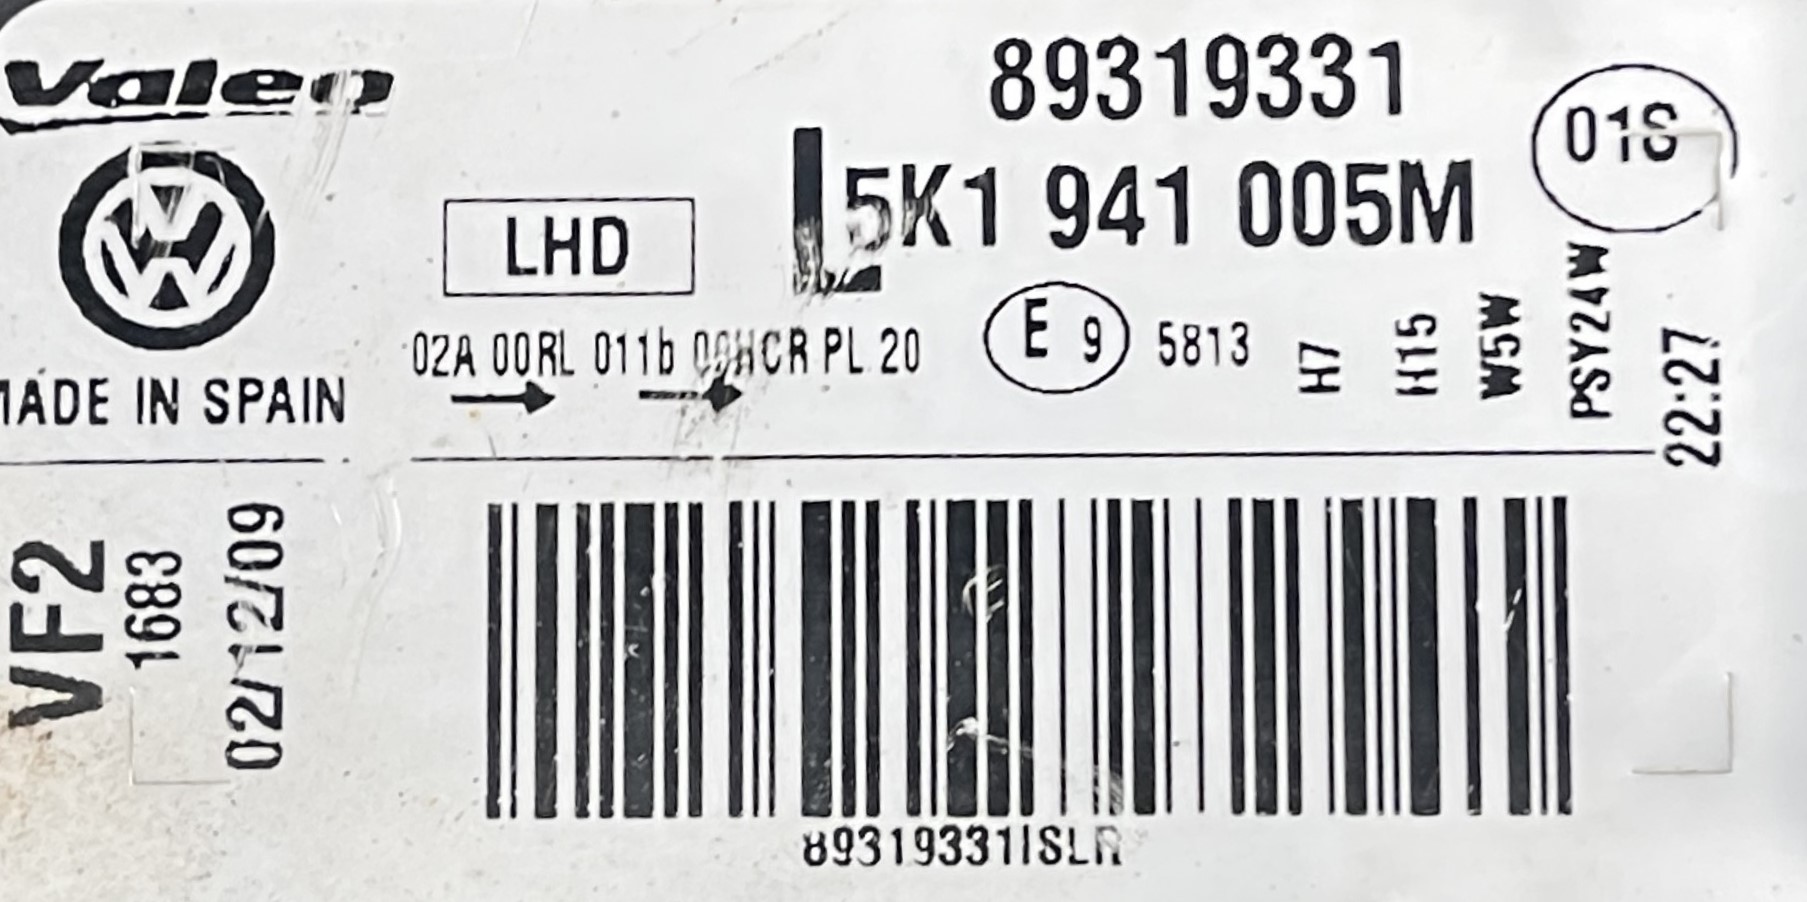 Valeo
MADE IN SPAIN
LHD
89319331
L 5K1 941 005M
01S
02A 00RL 011b 00HCR PL 20
E 9 5813
H7
H15
W5W
PSY24W
22:27
VF2
1683
02/12/09